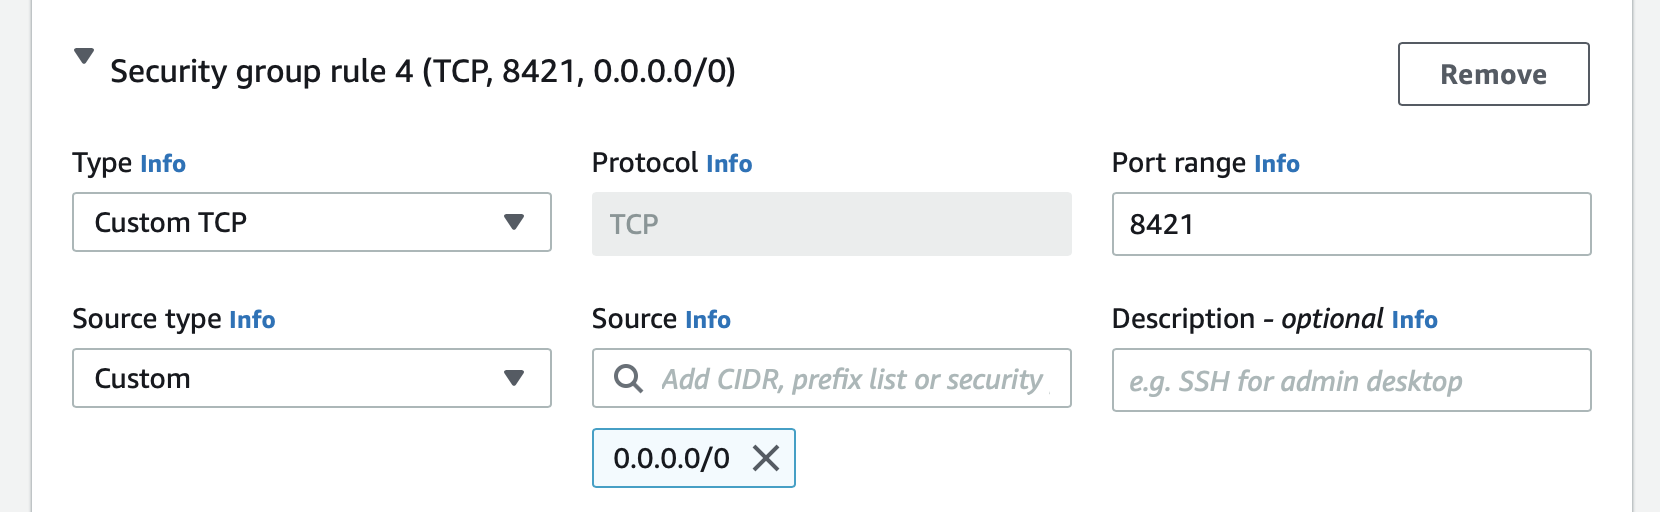 Security group rule 4 (TCP, 8421, 0.0.0.0/0)
Remove
Type Info
Protocol Info
Port range Info
Custom TCP
TCP
8421
Source type Info
Source Info
Description - optional Info
Custom
Add CIDR, prefix list or security
e.g. SSH for admin desktop
0.0.0.0/0